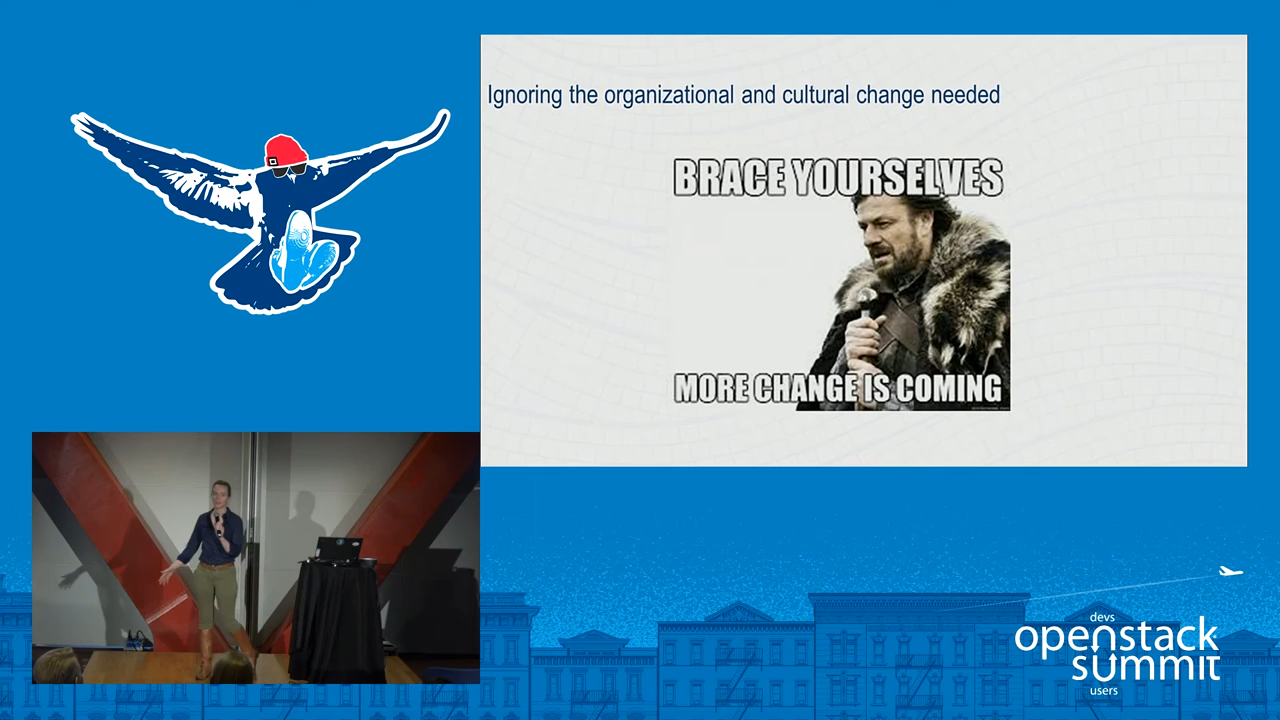 Ignoring the organizational and cultural change needed
BRACE YOURSELVES
MORE CHANGE IS COMING
devs
openstack
summit
users